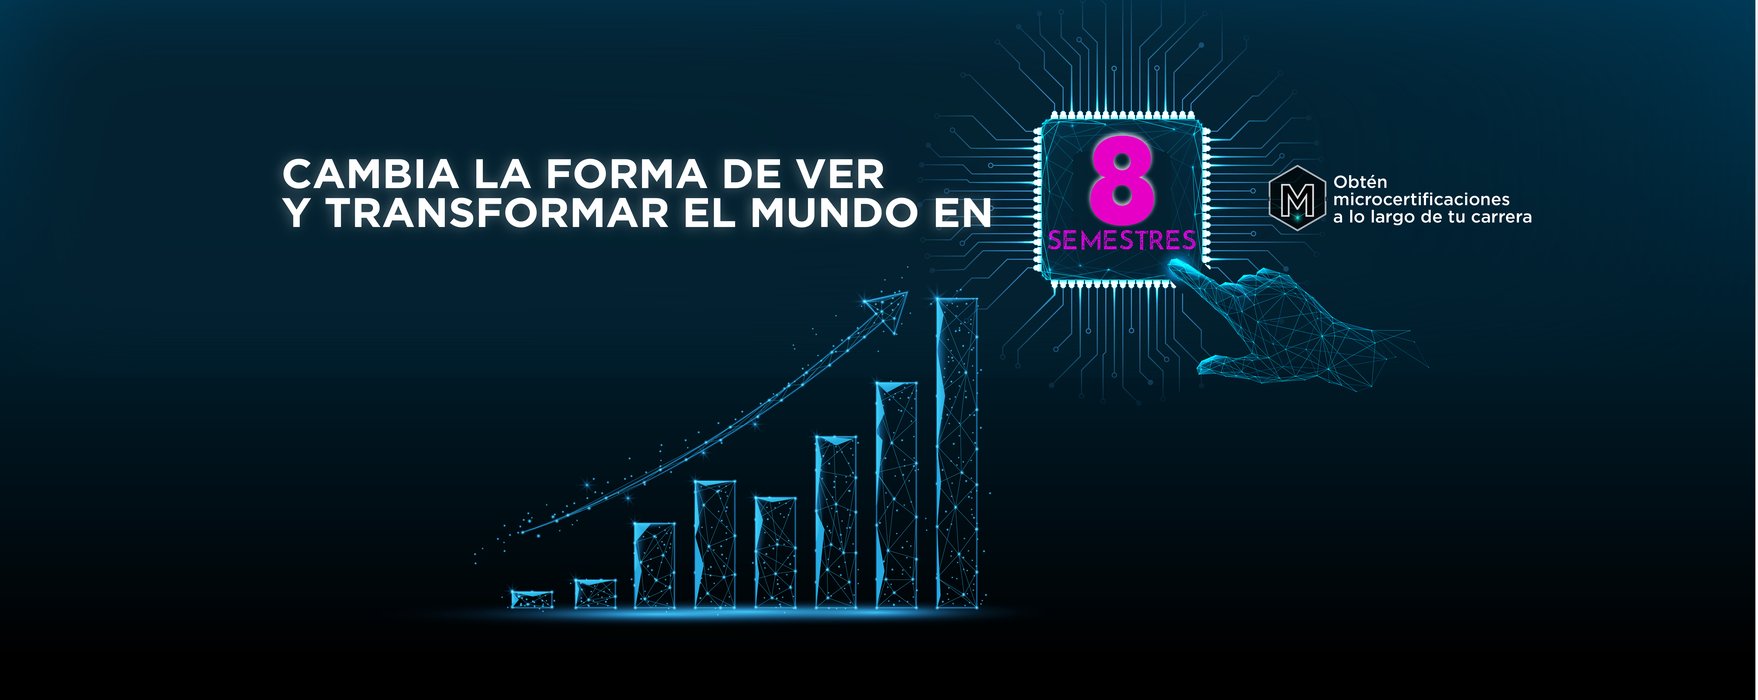 CAMBIA LA FORMA DE VER
Y TRANSFORMAR EL MUNDO EN
8
SEMESTRES
M
Obtén
microcertificaciones
a lo largo de tu carrera